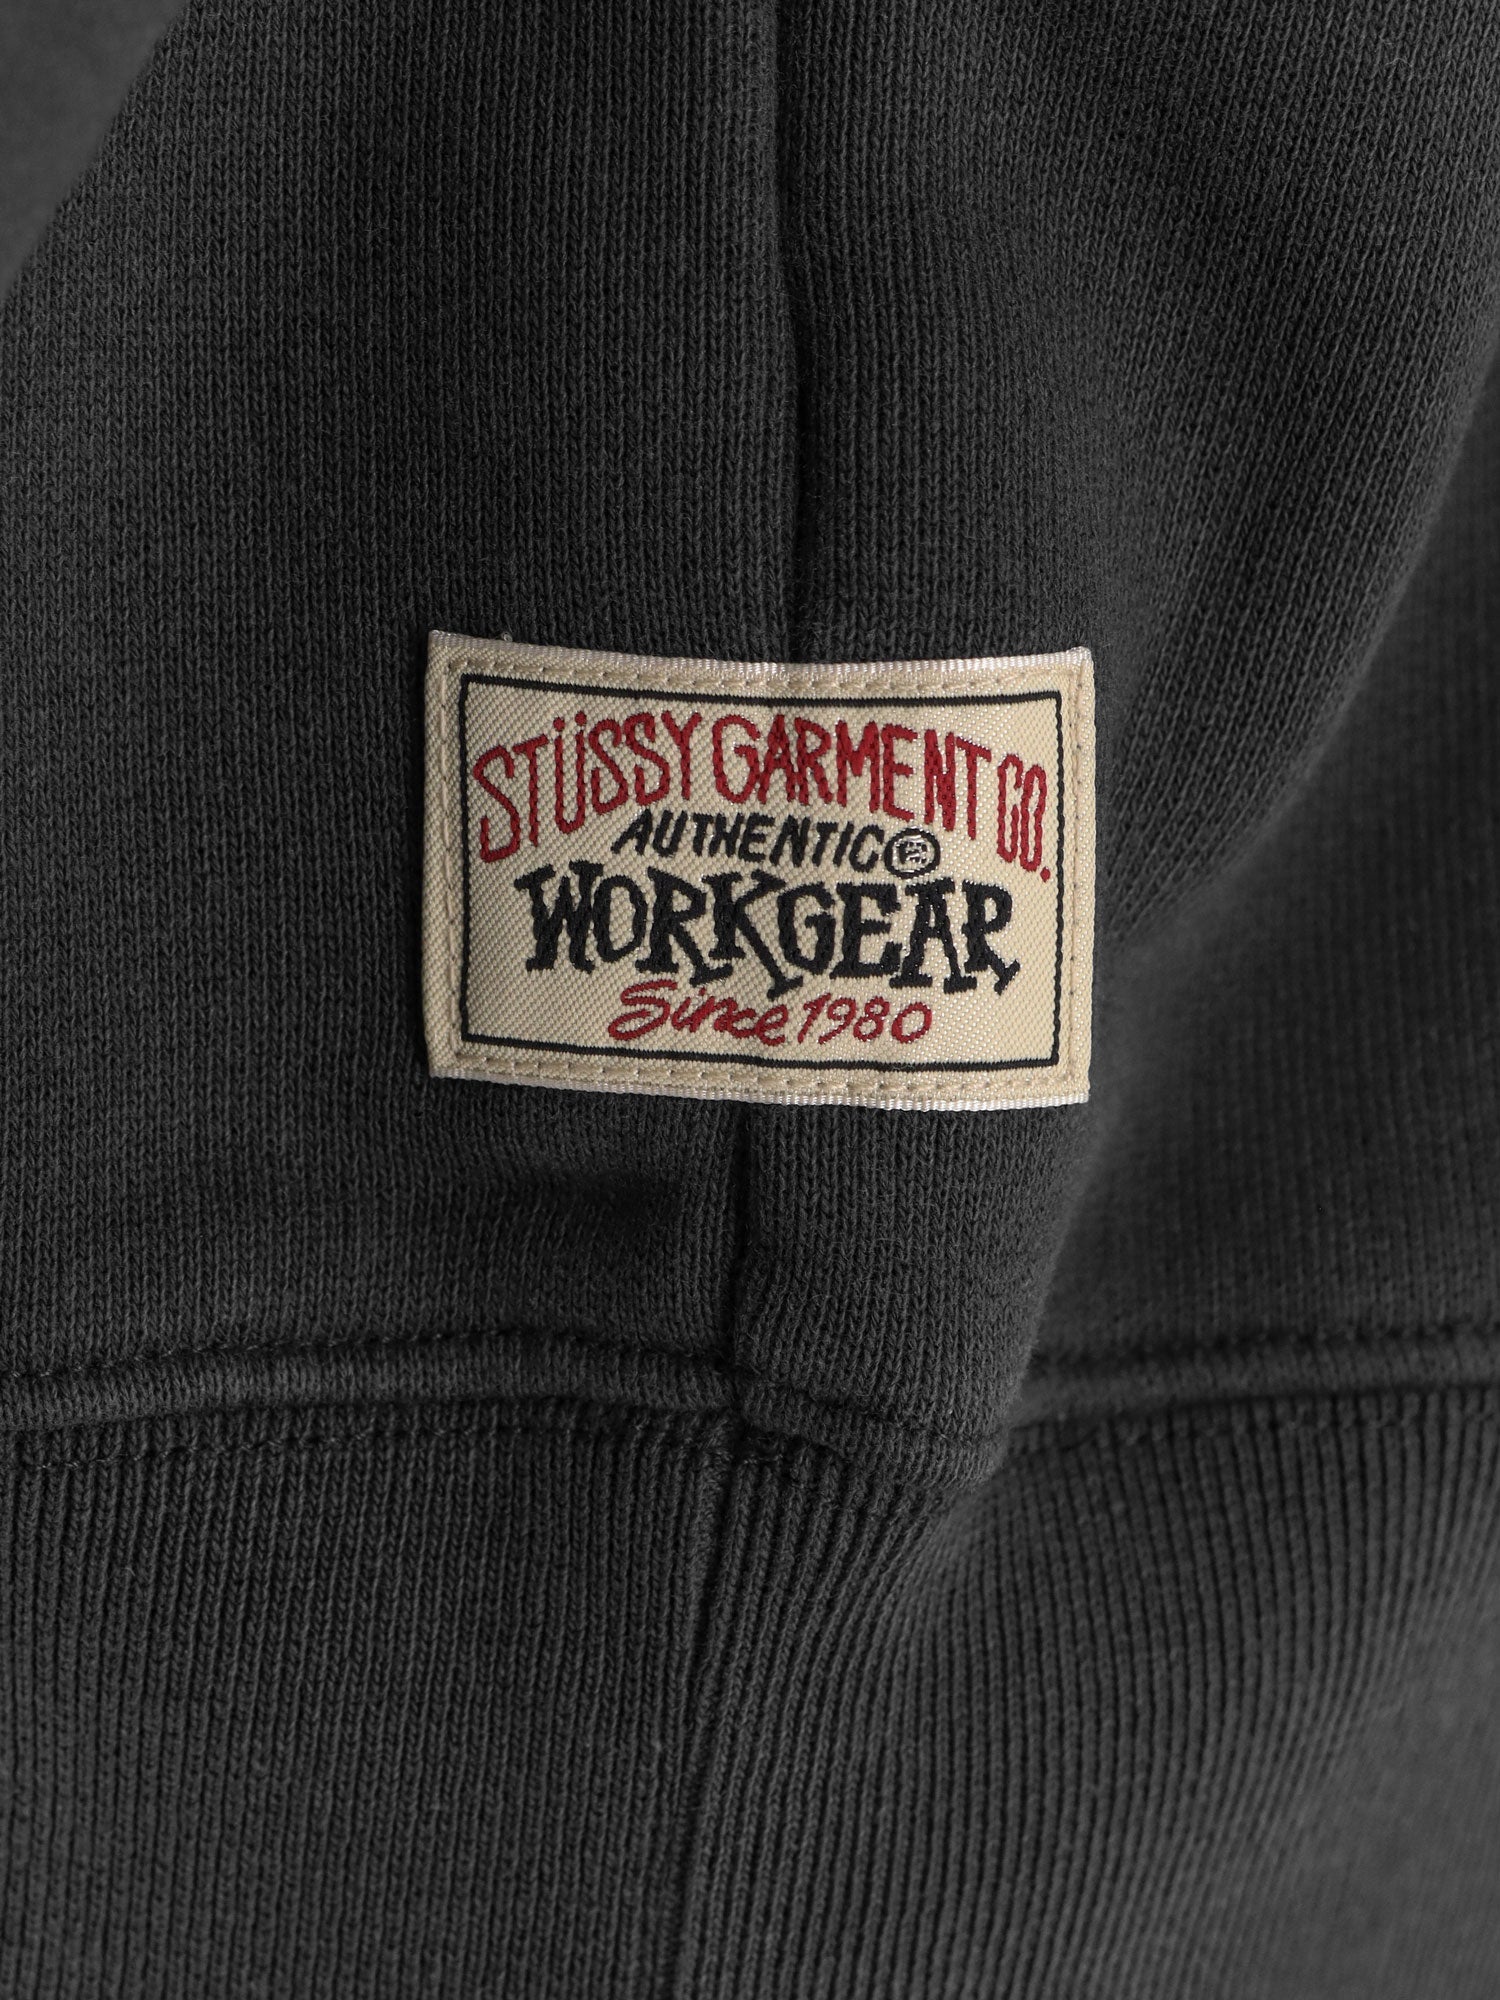 STÜSSY GARMENT CO.
AUTHENTIC
WORKGEAR
Since 1980